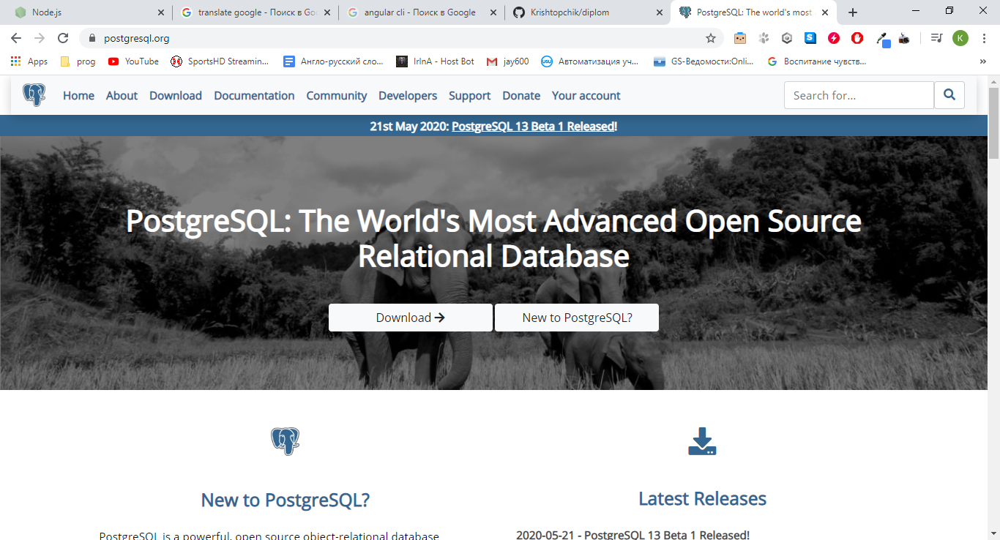 Node.js
translate google - Поиск в Goo
angular cli - Поиск в Google
Krishtopchik/diplom
PostgreSQL: The world's most
postgresql.org
K
Apps
prog
YouTube
SportsHD Streamin...
Англо-русский сло...
IrInA - Host Bot
jay600
Автоматизация уч...
GS-Ведомости:Onli...
Воспитание чувств...
Home About Download Documentation Community Developers Support Donate Your account
Search for...
21st May 2020: PostgreSQL 13 Beta 1 Released!
PostgreSQL: The World's Most Advanced Open Source
Relational Database
Download
New to PostgreSQL?
New to PostgreSQL?
PostgreSQL is a powerful, open source object-relational database
Latest Releases
2020-05-21 - PostgreSQL 13 Beta 1 Released!